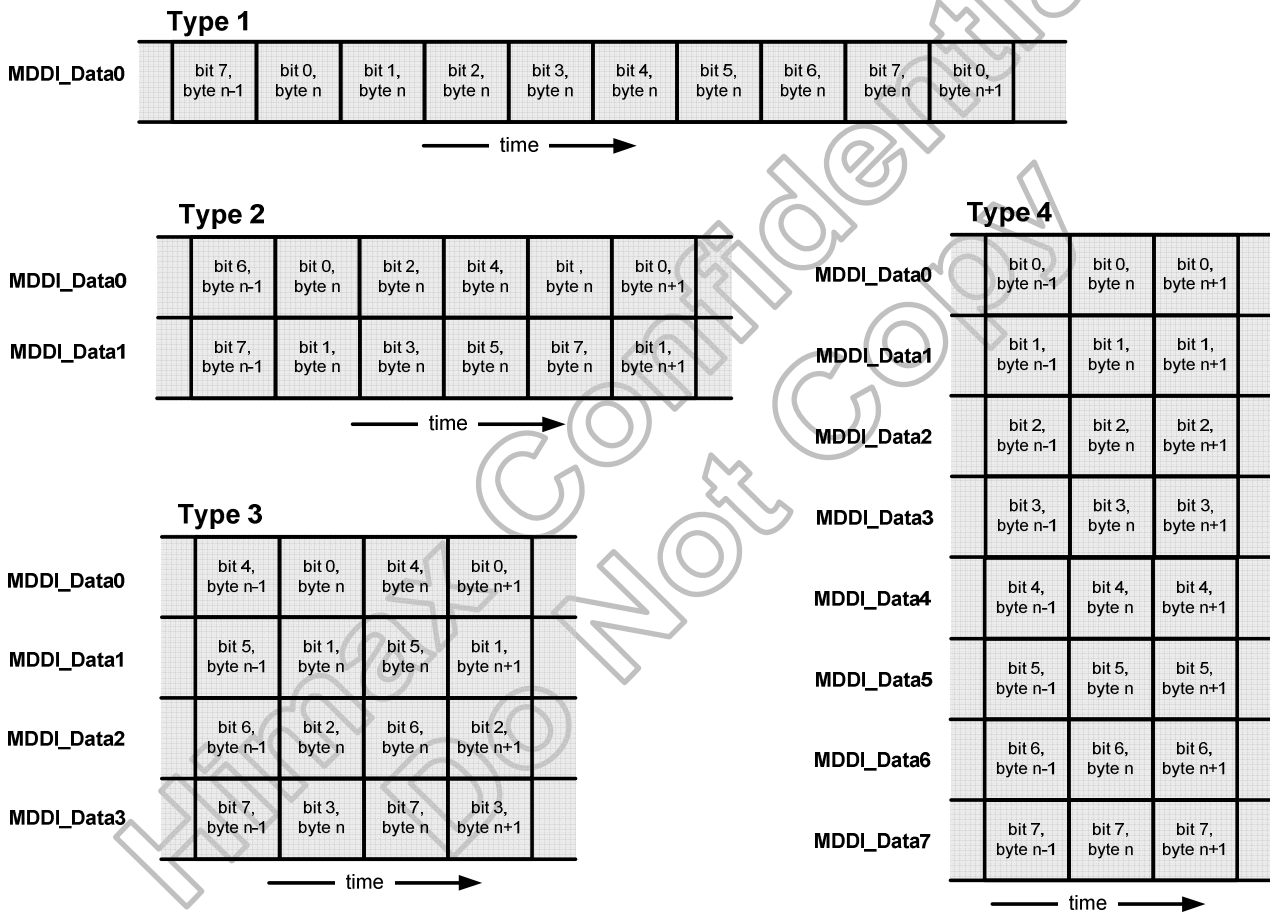 Type 1
MDDI_Data0
bit 7,
byte n-1
bit 0,
byte n
bit 1,
byte n
bit 2,
byte n
bit 3,
byte n
bit 4,
byte n
bit 5,
byte n
bit 6,
byte n
bit 7,
byte n
bit 0,
byte n+1
time
Type 2
MDDI_Data0
bit 6,
byte n-1
bit 0,
byte n
bit 2,
byte n
bit 4,
byte n
bit ,
byte n
bit 0,
byte n+1
MDDI_Data1
bit 7,
byte n-1
bit 1,
byte n
bit 3,
byte n
bit 5,
byte n
bit 7,
byte n
bit 1,
byte n+1
time
Type 3
MDDI_Data0
bit 4,
byte n-1
bit 0,
byte n
bit 4,
byte n
bit 0,
byte n+1
MDDI_Data1
bit 5,
byte n-1
bit 1,
byte n
bit 5,
byte n
bit 1,
byte n+1
MDDI_Data2
bit 6,
byte n-1
bit 2,
byte n
bit 6,
byte n
bit 2,
byte n+1
MDDI_Data3
bit 7,
byte n-1
bit 3,
byte n
bit 7,
byte n
bit 3,
byte n+1
time
Type 4
MDDI_Data0
bit 0,
byte n-1
bit 0,
byte n
bit 0,
byte n+1
MDDI_Data1
bit 1,
byte n-1
bit 1,
byte n
bit 1,
byte n+1
MDDI_Data2
bit 2,
byte n-1
bit 2,
byte n
bit 2,
byte n+1
MDDI_Data3
bit 3,
byte n-1
bit 3,
byte n
bit 3,
byte n+1
MDDI_Data4
bit 4,
byte n-1
bit 4,
byte n
bit 4,
byte n+1
MDDI_Data5
bit 5,
byte n-1
bit 5,
byte n
bit 5,
byte n+1
MDDI_Data6
bit 6,
byte n-1
bit 6,
byte n
bit 6,
byte n+1
MDDI_Data7
bit 7,
byte n-1
bit 7,
byte n
bit 7,
byte n+1
time
Himax Confidentia
Do Not Copy